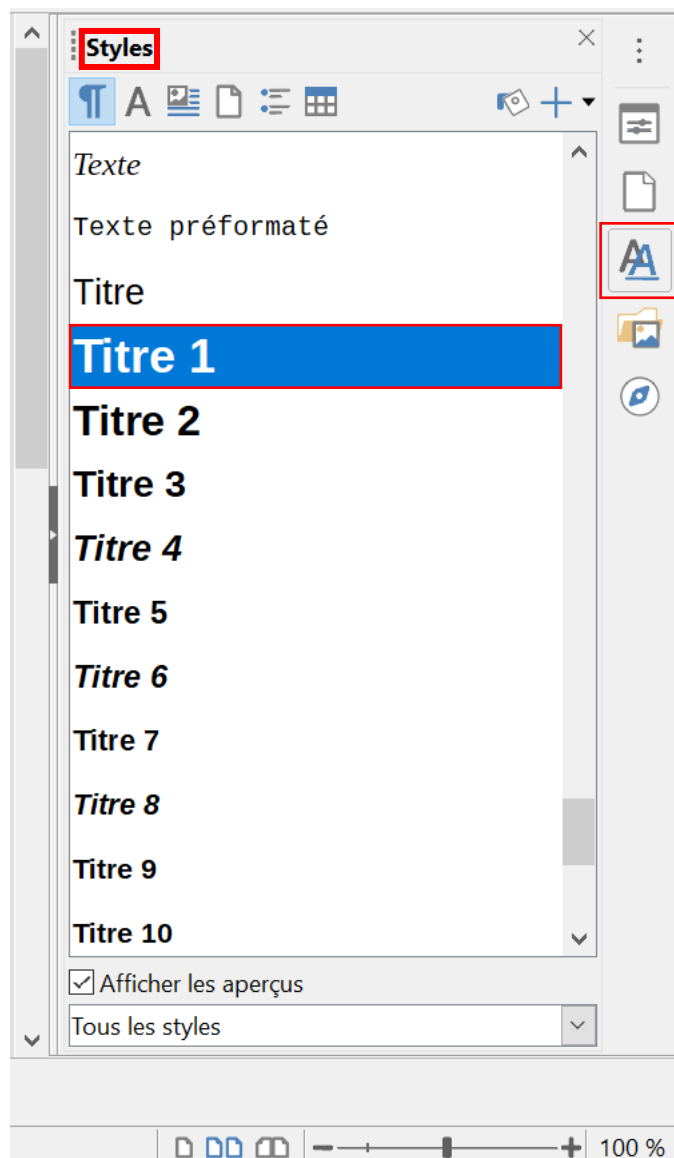 Styles
Texte
Texte préformaté
Titre
Titre 1
Titre 2
Titre 3
Titre 4
Titre 5
Titre 6
Titre 7
Titre 8
Titre 9
Titre 10
Afficher les aperçus
Tous les styles
100 %